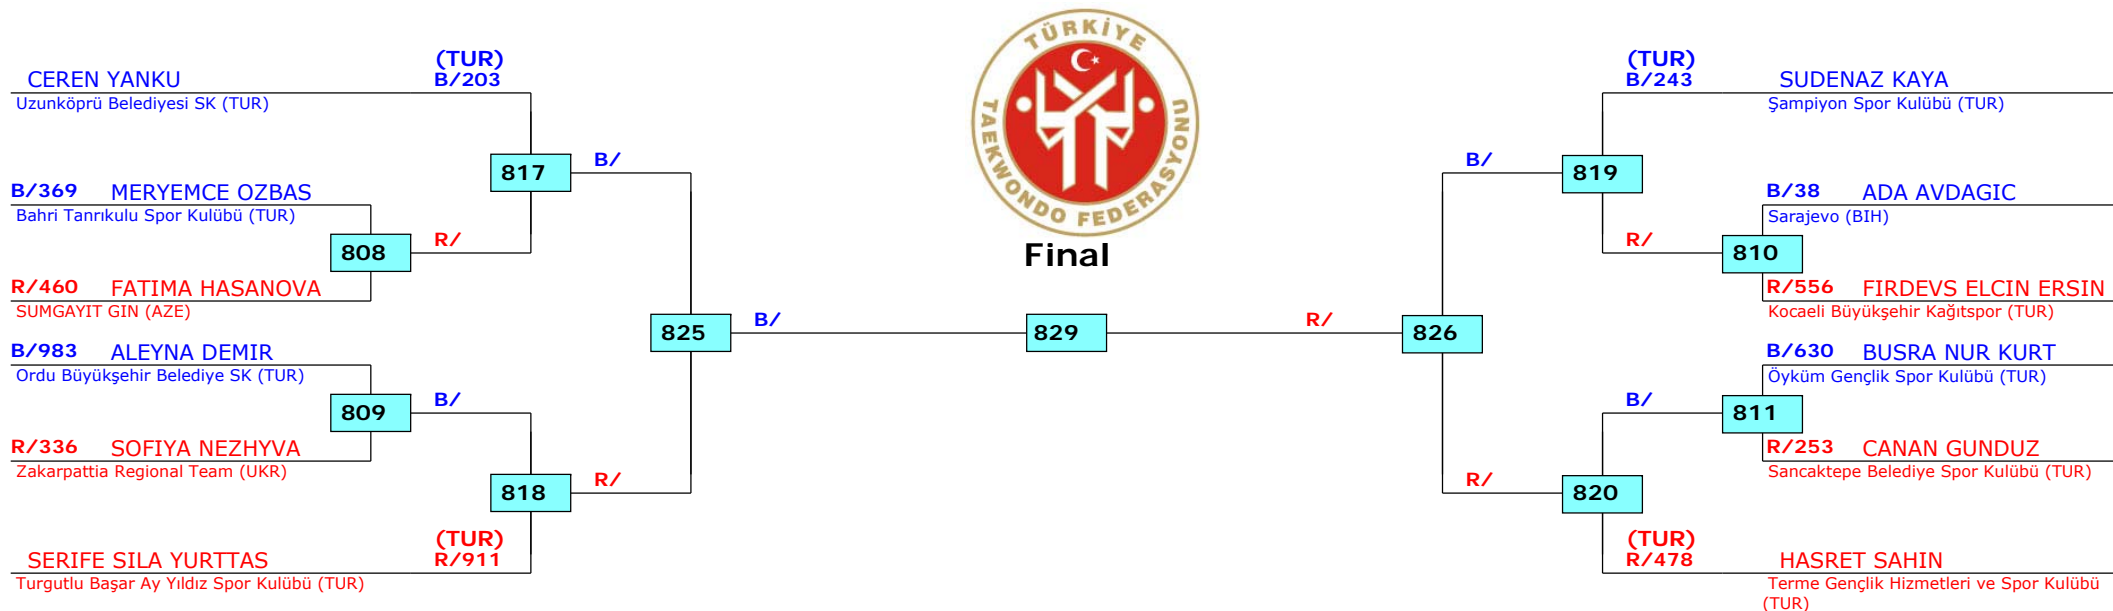 TÜRKİYE
TAEKWONDO FEDERASYONU
Final
(TUR)
CEREN YANKU B/203
Uzunköprü Belediyesi SK (TUR)
817
B/
B/369 MERYEMCE OZBAS
Bahri Tanrıkulu Spor Kulübü (TUR)
808
R/
R/460 FATIMA HASANOVA
SUMGAYIT GIN (AZE)
825
B/
B/983 ALEYNA DEMIR
Ordu Büyükşehir Belediye SK (TUR)
809
B/
R/336 SOFIYA NEZHYVA
Zakarpattia Regional Team (UKR)
818
R/
(TUR)
SERIFE SILA YURTTAS R/911
Turgutlu Başar Ay Yıldız Spor Kulübü (TUR)
829
(TUR)
B/243 SUDENAZ KAYA
Şampiyon Spor Kulübü (TUR)
B/
819
B/38 ADA AVDAGIC
Sarajevo (BIH)
R/
810
R/556 FIRDEVS ELCIN ERSIN
Kocaeli Büyükşehir Kağıtspor (TUR)
R/
826
B/630 BUSRA NUR KURT
Öyküm Gençlik Spor Kulübü (TUR)
B/
811
R/253 CANAN GUNDUZ
Sancaktepe Belediye Spor Kulübü (TUR)
R/
820
(TUR)
R/478 HASRET SAHIN
Terme Gençlik Hizmetleri ve Spor Kulübü
(TUR)